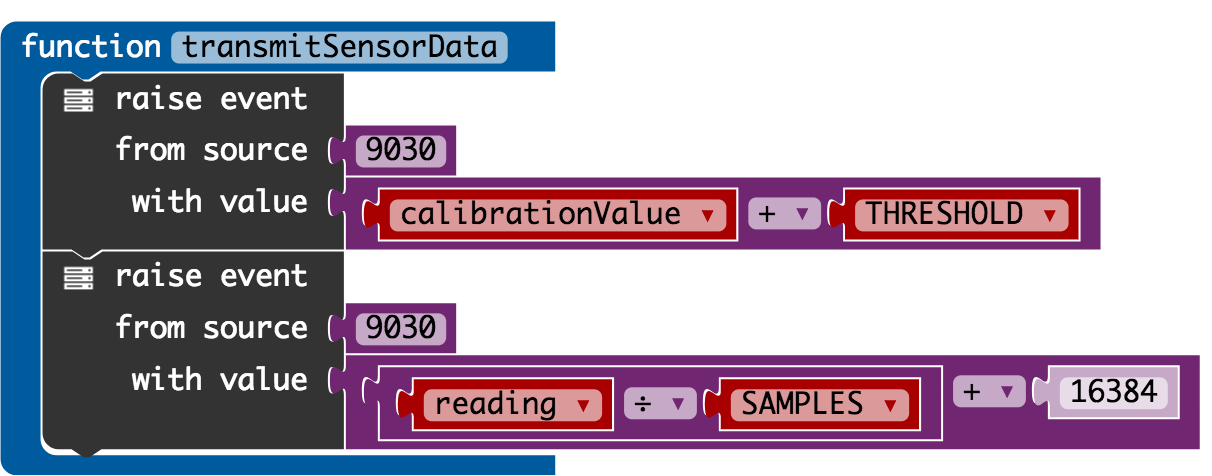 function transmitSensorData
raise event
from source 9030
with value calibrationValue + THRESHOLD
raise event
from source 9030
with value reading ÷ SAMPLES + 16384